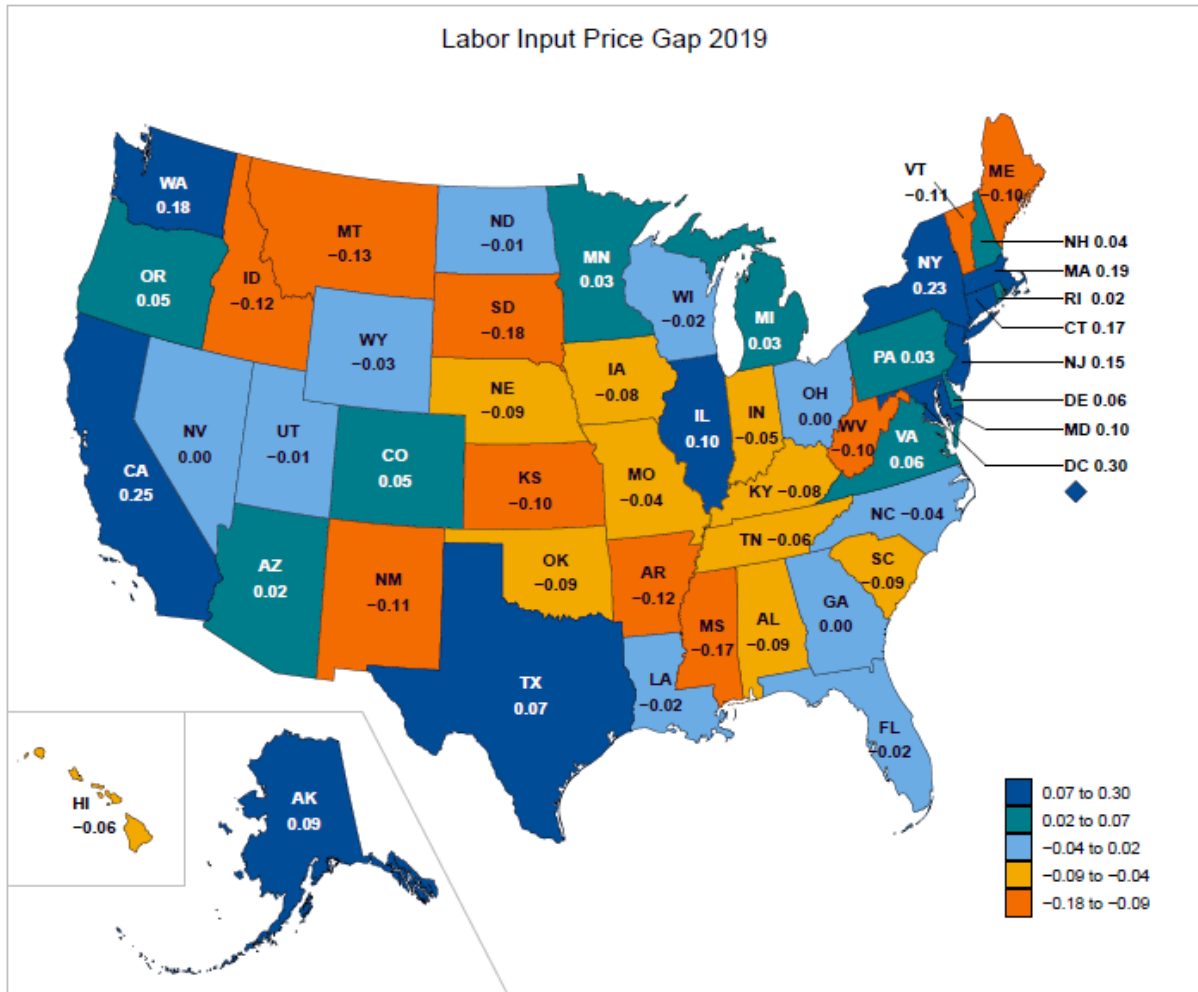 Labor Input Price Gap 2019
WA
0.18
OR
0.05
CA
0.25
ID
−0.12
MT
−0.13
NV
0.00
UT
−0.01
WY
−0.03
AZ
0.02
CO
0.05
NM
−0.11
ND
−0.01
SD
−0.18
NE
−0.09
KS
−0.10
OK
−0.09
TX
0.07
MN
0.03
IA
−0.08
MO
−0.04
AR
−0.12
LA
−0.02
WI
−0.02
IL
0.10
MI
0.03
IN
−0.05
OH
0.00
KY −0.08
TN −0.06
MS
−0.17
AL
−0.09
GA
0.00
FL
−0.02
SC
−0.09
NC −0.04
VA
0.06
WV
−0.10
PA 0.03
NY
0.23
VT
−0.11
ME
−0.10
NH 0.04
MA 0.19
RI 0.02
CT 0.17
NJ 0.15
DE 0.06
MD 0.10
DC 0.30
HI
−0.06
AK
0.09
0.07 to 0.30
0.02 to 0.07
−0.04 to 0.02
−0.09 to −0.04
−0.18 to −0.09